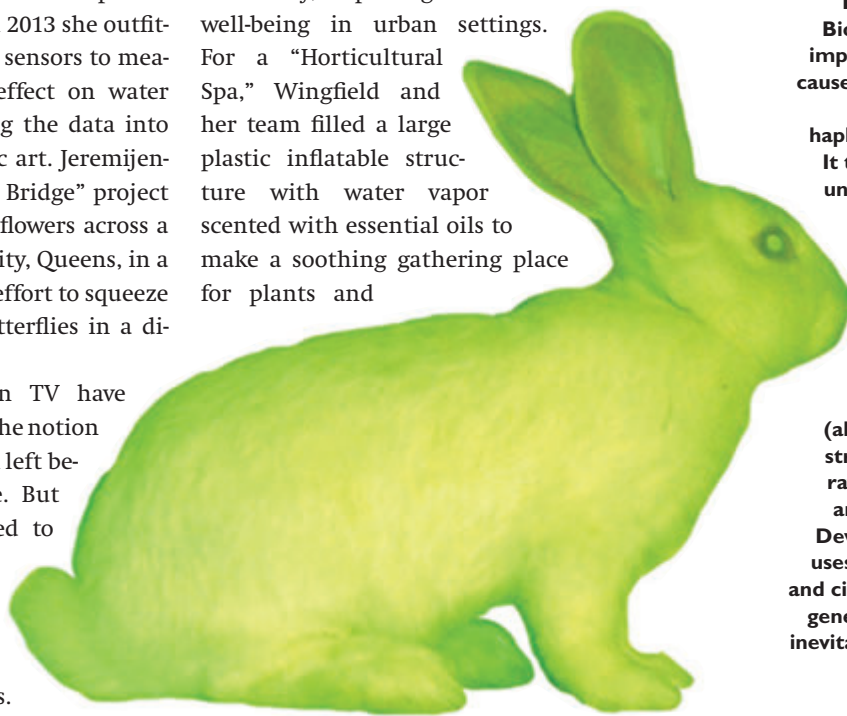 2013 she outfit-
sensors to mea-
effect on water
g the data into
c art. Jeremijen-
Bridge” project
flowers across a
ity, Queens, in a
effort to squeeze
tterflies in a di-
n TV have
he notion
left be-
e. But
ed to
s.
well-being in urban settings.
For a “Horticultural
Spa,” Wingfield and
her team filled a large
plastic inflatable struc-
ture with water vapor
scented with essential oils to
make a soothing gathering place
for plants and
imp
cause
hapl
It t
un
(al
str
ra
Dev
uses
and ci
gene
inevita